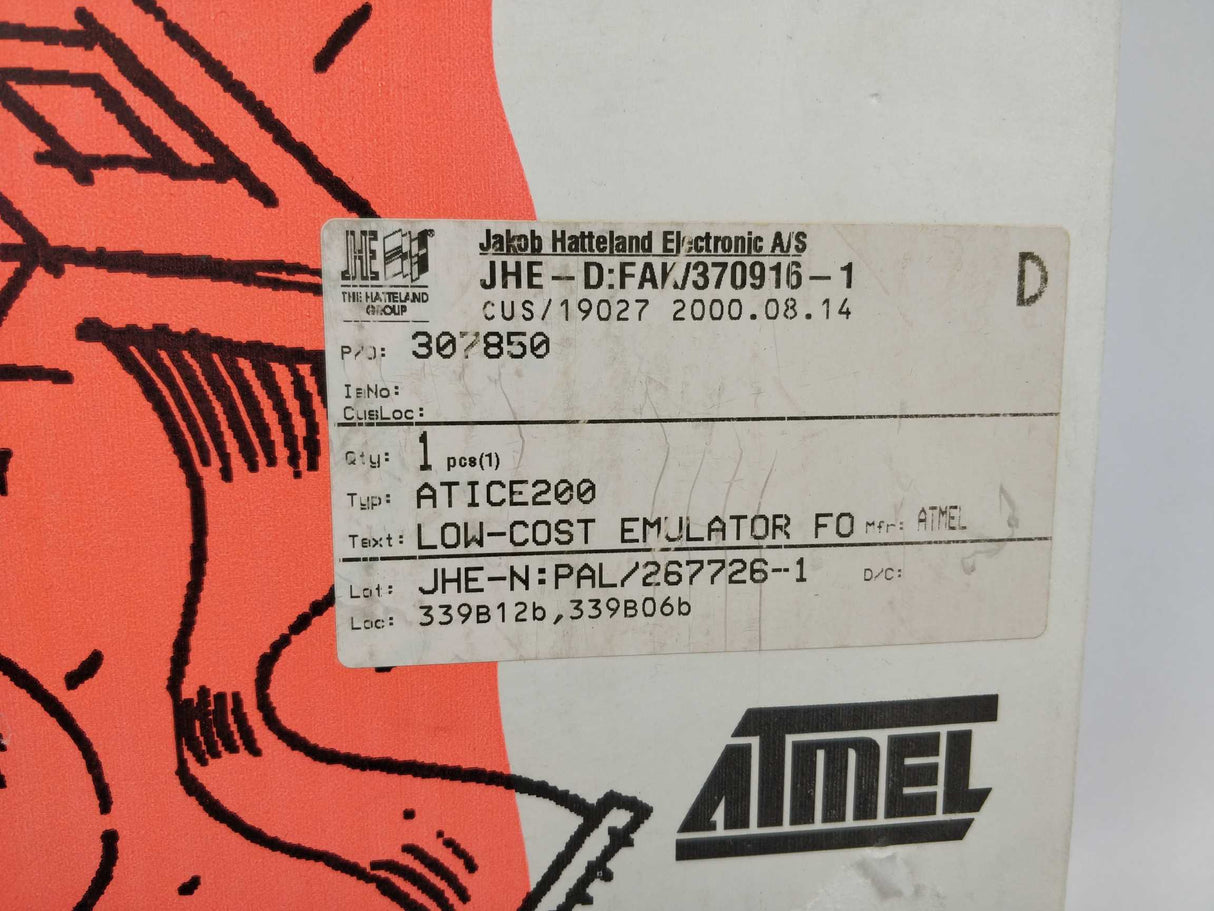 JHE
THE HATTELAND
GROUP
Jakob Hatteland Electronic A/S
JHE-D:FAK/370916-1
CUS/19027 2000.08.14
D
P/O: 307850
IsNo:
CusLoc:
Qty: 1 pcs(1)
Typ: ATICE200
Text: LOW-COST EMULATOR FO Mfr: ATMEL
Lot: JHE-N:PAL/267726-1 D/C:
Loc: 339B12b,339B06b
ATMEL